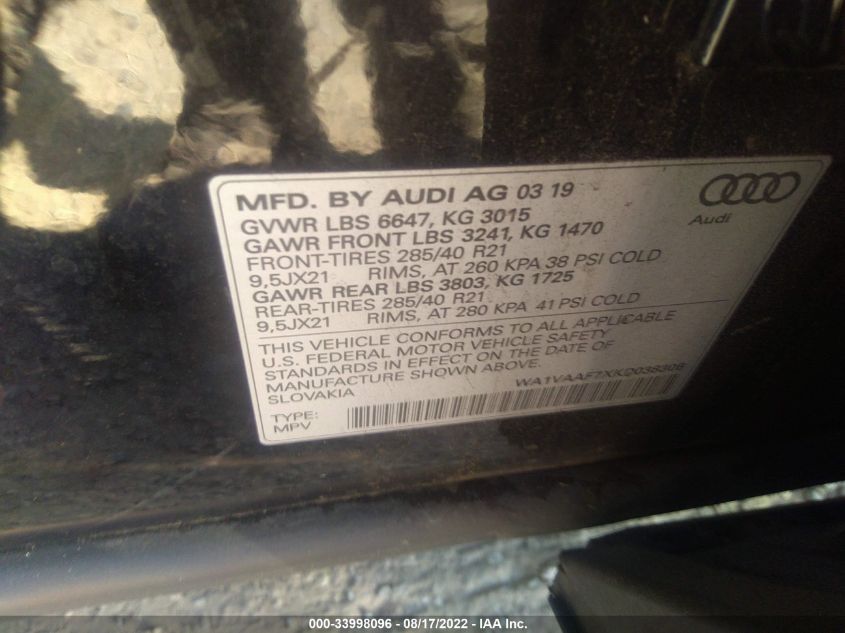 MFD. BY AUDI AG 03 19
GVWR LBS 6647, KG 3015
GAWR FRONT LBS 3241, KG 1470
FRONT-TIRES 285/40 R21
9,5JX21 RIMS, AT 260 KPA 38 PSI COLD
GAWR REAR LBS 3803, KG 1725
REAR-TIRES 285/40 R21
9,5JX21 RIMS, AT 280 KPA 41 PSI COLD
Audi
THIS VEHICLE CONFORMS TO ALL APPLICABLE
U.S. FEDERAL MOTOR VEHICLE SAFETY
STANDARDS IN EFFECT ON THE DATE OF
MANUFACTURE SHOWN ABOVE.
SLOVAKIA
WA1VAAF7XKD038306
TYPE:
MPV
000-33998096 - 08/17/2022 - IAA Inc.